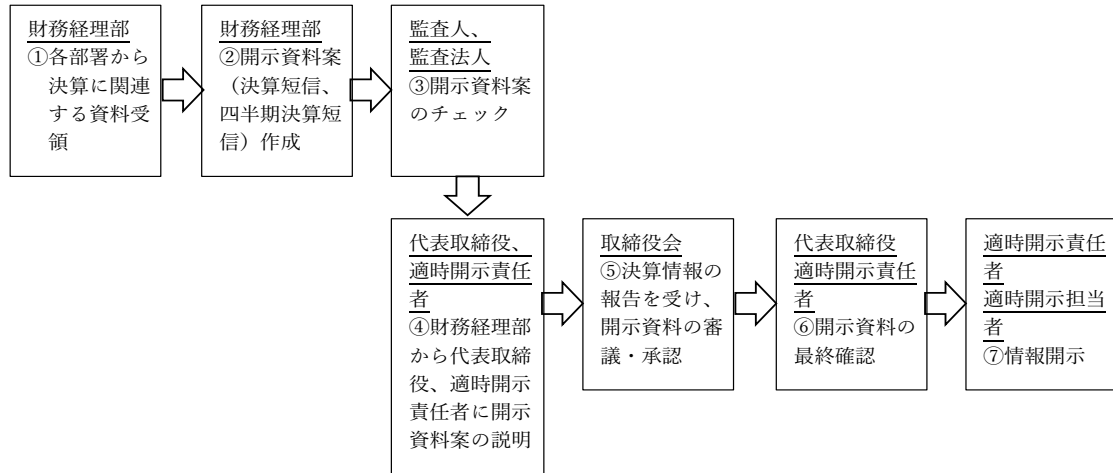 財務経理部
①各部署から
決算に関連
する資料受
領
財務経理部
②開示資料案
（決算短信、
四半期決算短
信）作成
監査人、
監査法人
③開示資料案
のチェック
代表取締役、
適時開示責任
者
④財務経理部
から代表取締
役、適時開示
責任者に開示
資料案の説明
取締役会
⑤決算情報の
報告を受け、
開示資料の審
議・承認
代表取締役
適時開示責任
者
⑥開示資料の
最終確認
適時開示責任
者
適時開示担当
者
⑦情報開示